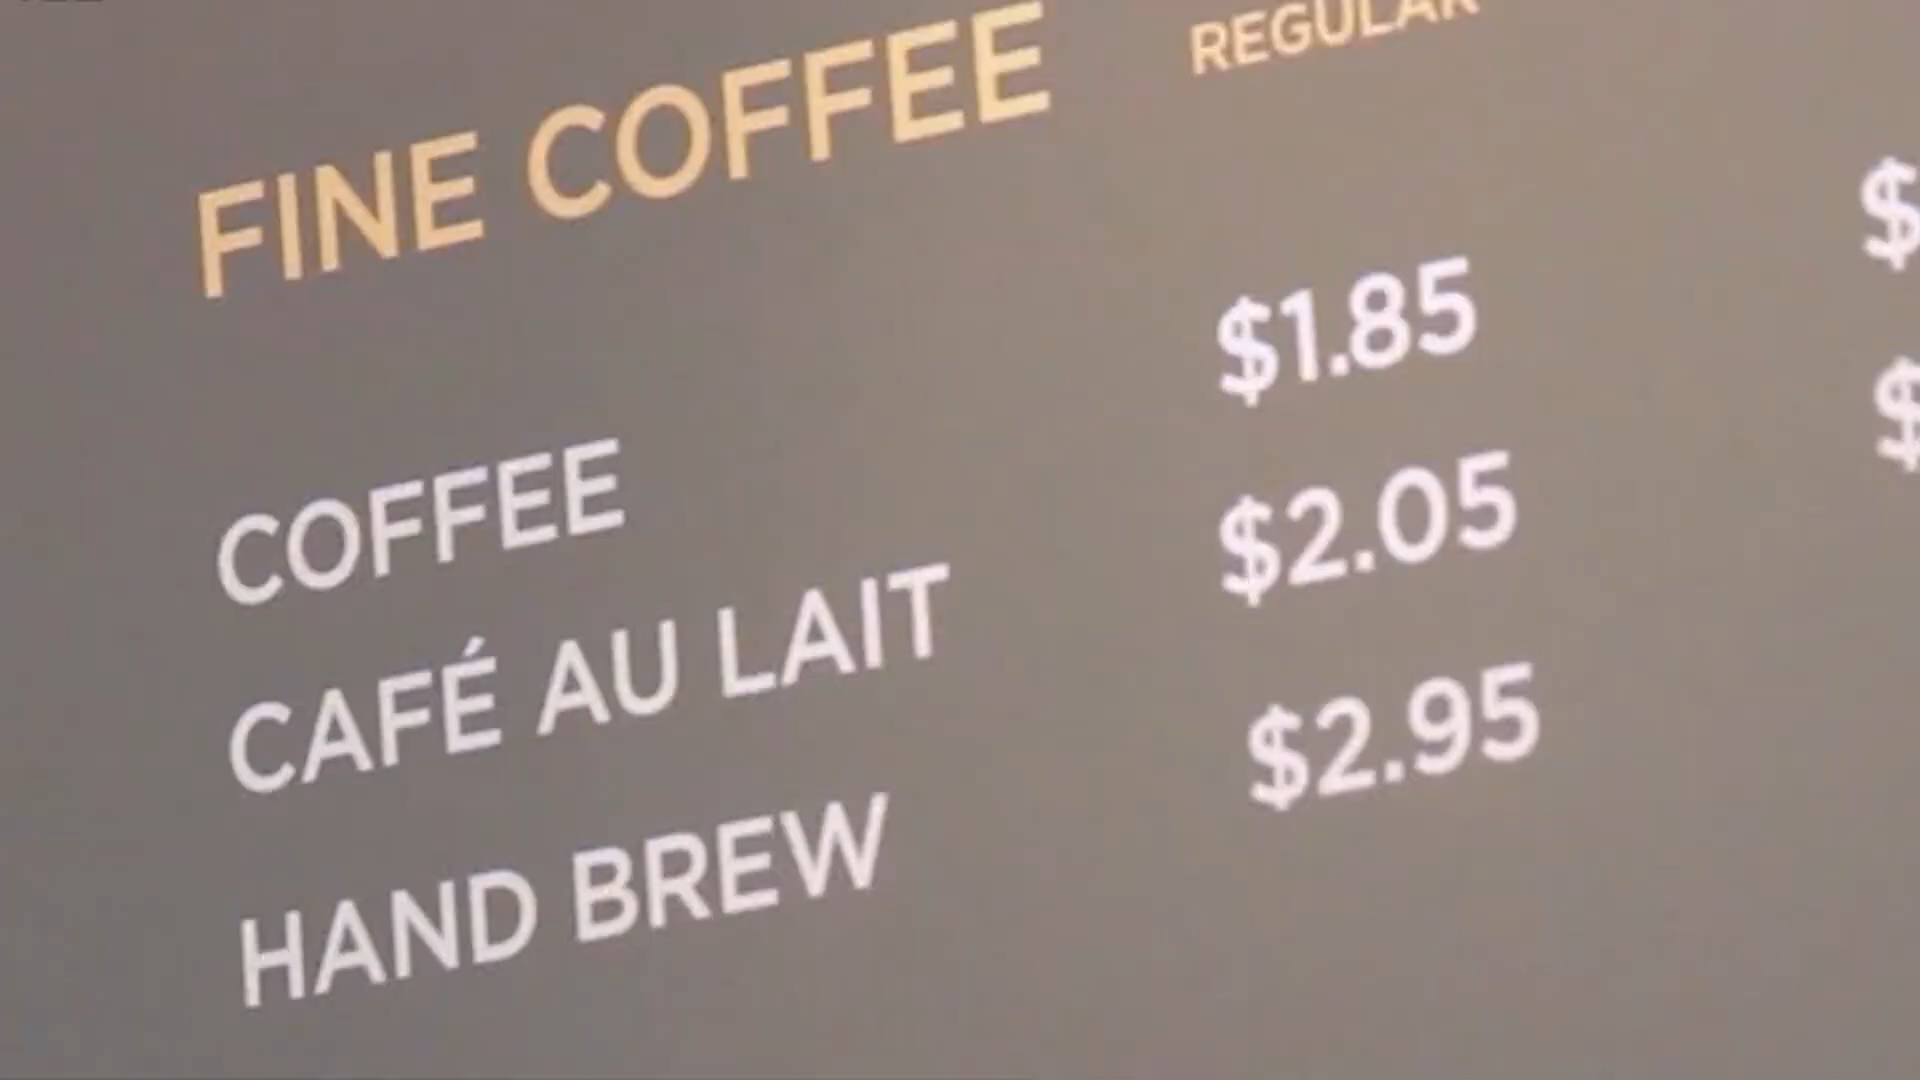 FINE COFFEE REGULAR
COFFEE $1.85 $
CAFÉ AU LAIT $2.05 $
HAND BREW $2.95